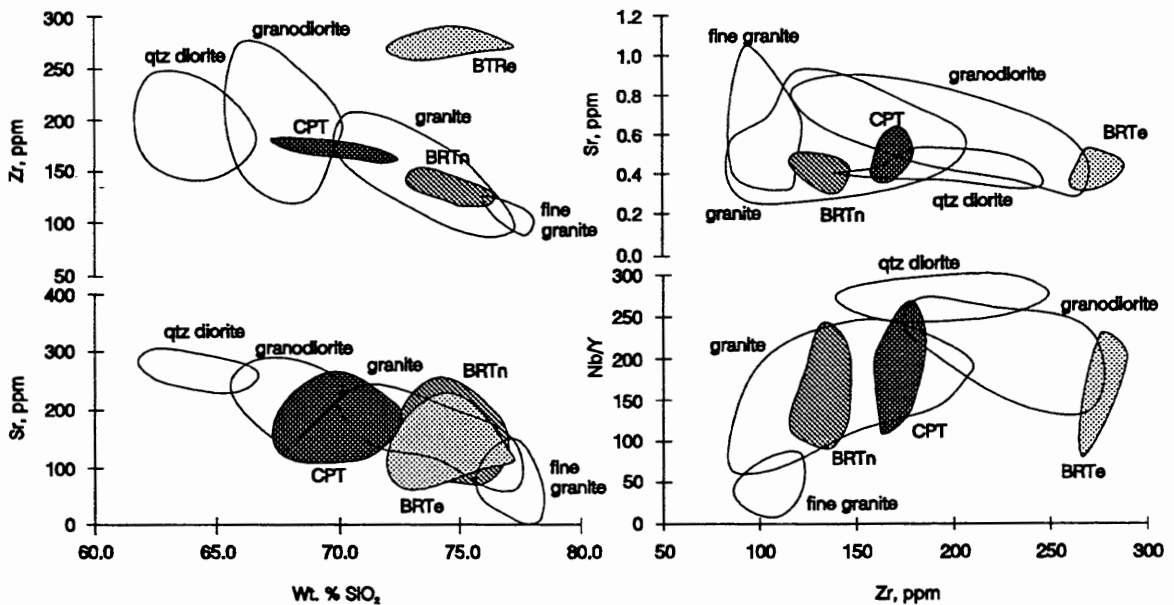 300
250
200
150
100
50
Zr, ppm
qtz diorite
granodiorite
BTRe
CPT
granite
BRTn
fine
granite
400
300
200
100
0
Sr, ppm
qtz diorite
granodiorite
granite
BRTn
CPT
BRTe
fine
granite
60.0
65.0
70.0
75.0
80.0
Wt. % SiO₂
1.2
1.0
0.8
0.6
0.4
0.2
0.0
Sr, ppm
fine granite
granodiorite
CPT
BRTe
granite
BRTn
qtz diorite
300
250
200
150
100
50
0
Nb/Y
qtz diorite
granodiorite
granite
CPT
BRTn
BRTe
fine granite
50
100
150
200
250
300
Zr, ppm